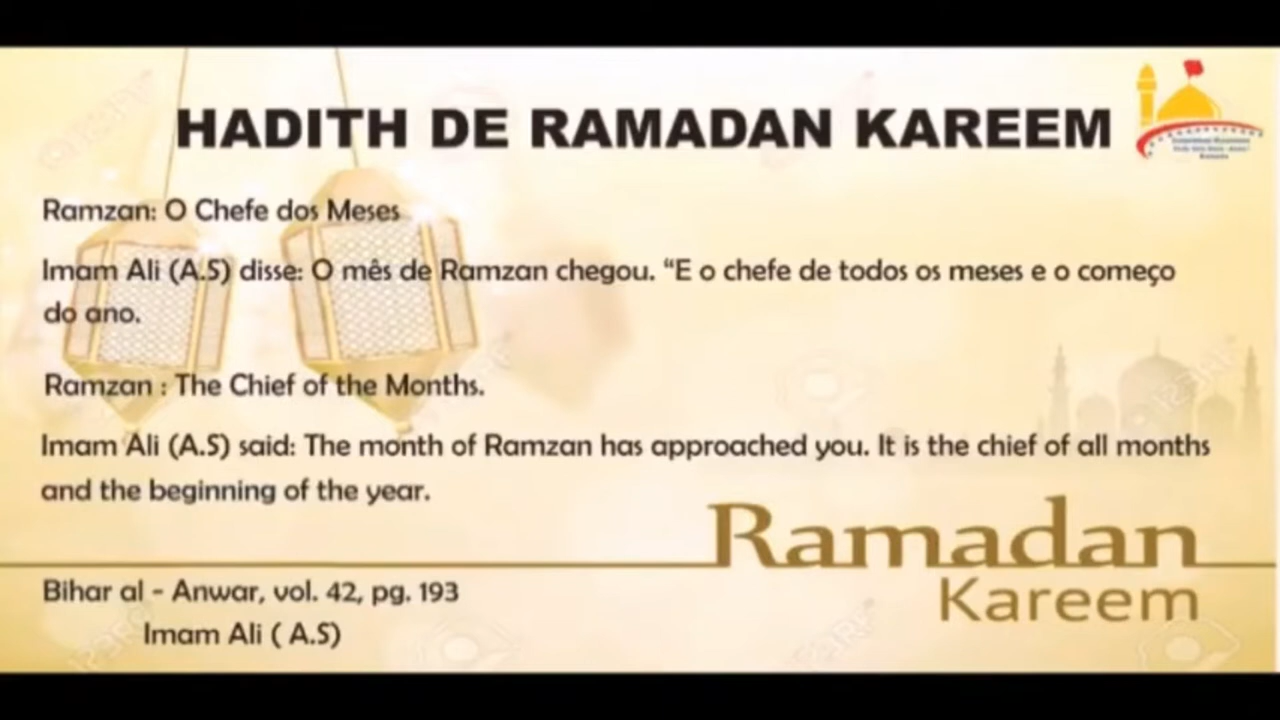 HADITH DE RAMADAN KAREEM
Ramzan: O Chefe dos Meses
Imam Ali (A.S) disse: O mês de Ramzan chegou. “E o chefe de todos os meses e o começo
do ano.
Ramzan : The Chief of the Months.
Imam Ali (A.S) said: The month of Ramzan has approached you. It is the chief of all months
and the beginning of the year.
Ramadan
Kareem
Bihar al - Anwar, vol. 42, pg. 193
Imam Ali ( A.S)